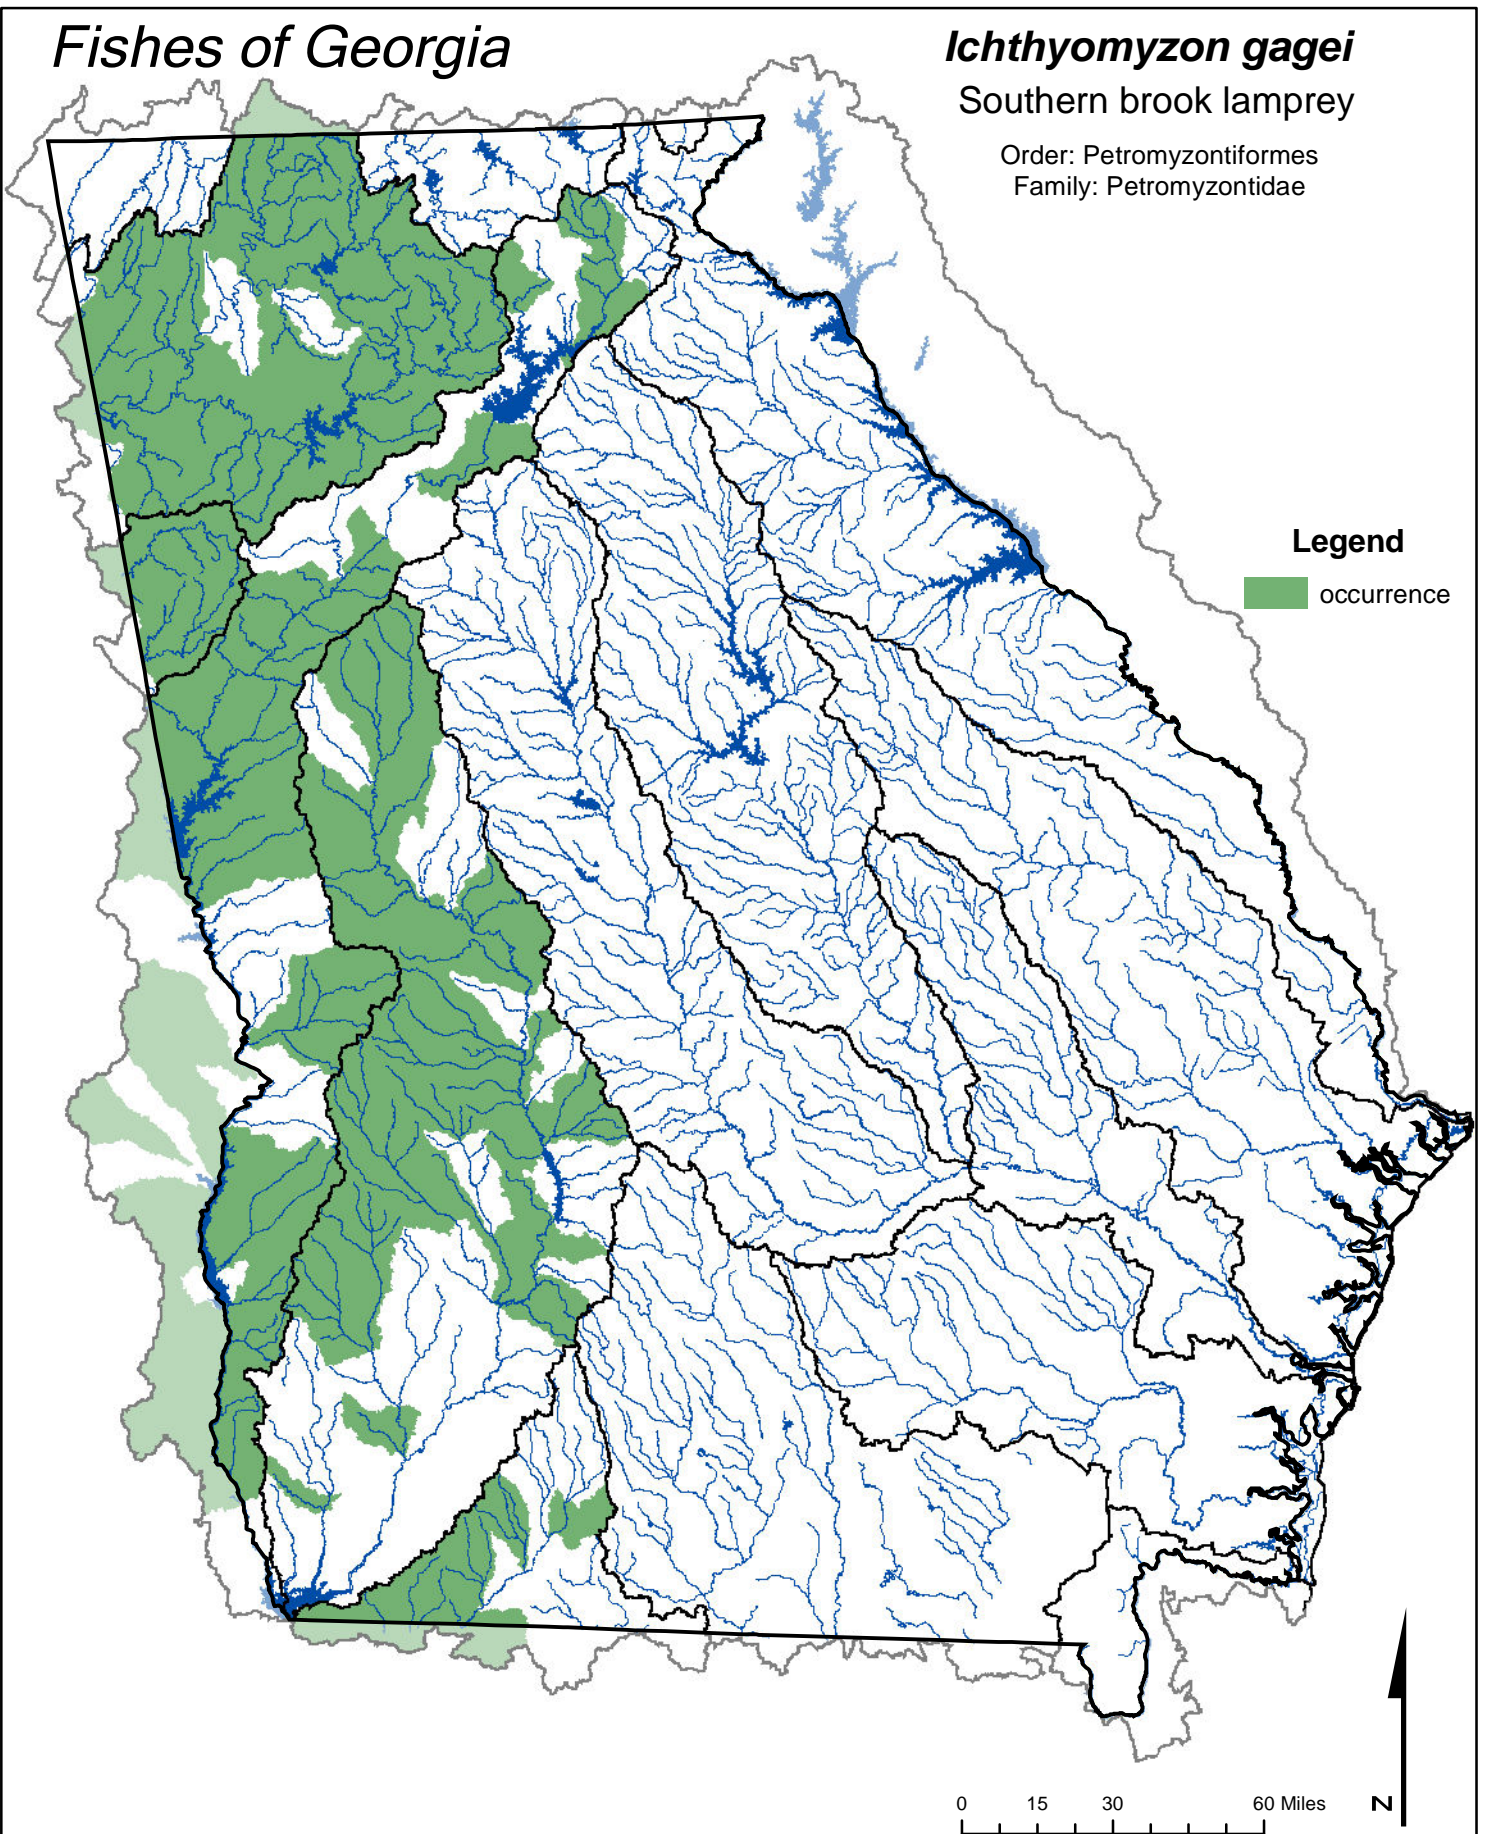 Fishes of Georgia
Ichthyomyzon gagei
Southern brook lamprey
Order: Petromyzontiformes
Family: Petromyzontidae
Legend
occurrence
0 15 30 60 Miles
N